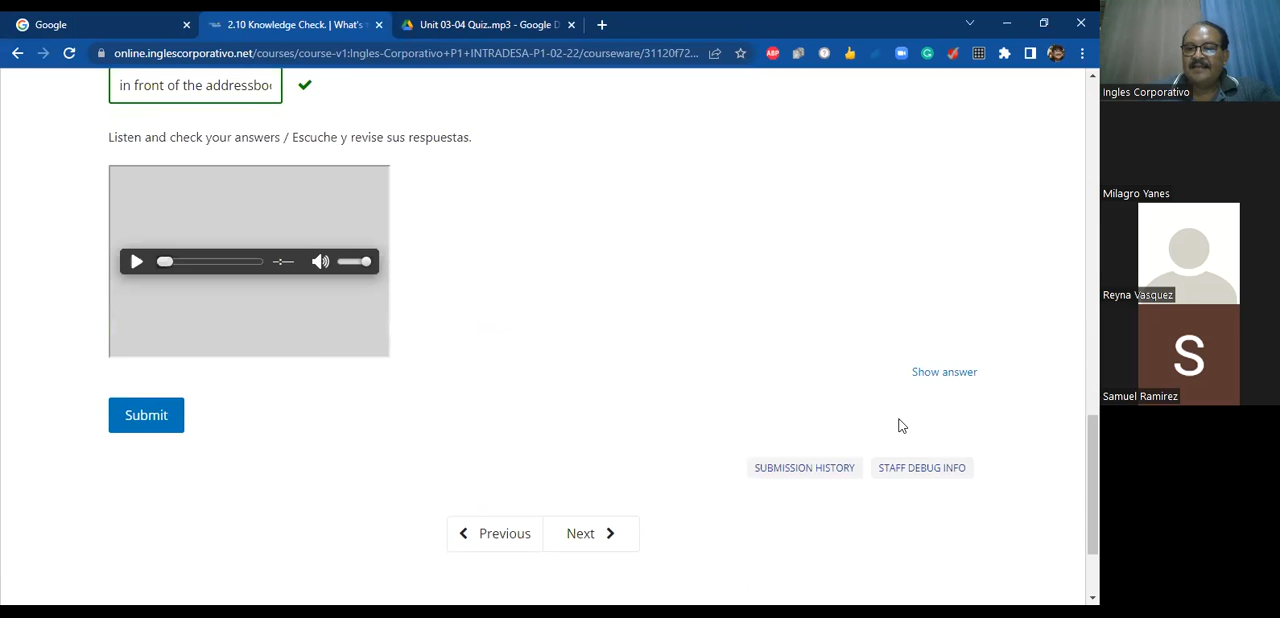 Google
2.10 Knowledge Check. | What's
Unit 03-04 Quiz..mp3 - Google D
online.inglescorporativo.net/courses/course-v1:Ingles-Corporativo+P1+INTRADESA-P1-02-22/courseware/31120f72...
ABP
in front of the addressboo
Listen and check your answers / Escuche y revise sus respuestas.
--:--
Show answer
Submit
SUBMISSION HISTORY
STAFF DEBUG INFO
Previous
Next
Ingles Corporativo
Milagro Yanes
Reyna Vasquez
S
Samuel Ramirez